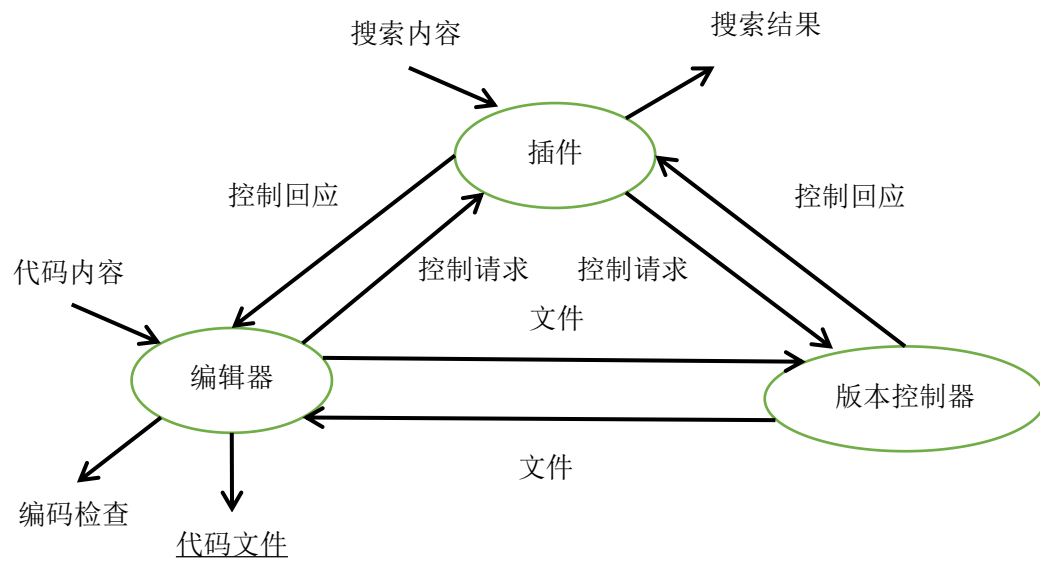 搜索结果
搜索内容
插件
控制回应
控制回应
代码内容
控制请求
控制请求
文件
编辑器
版本控制器
文件
编码检查
代码文件